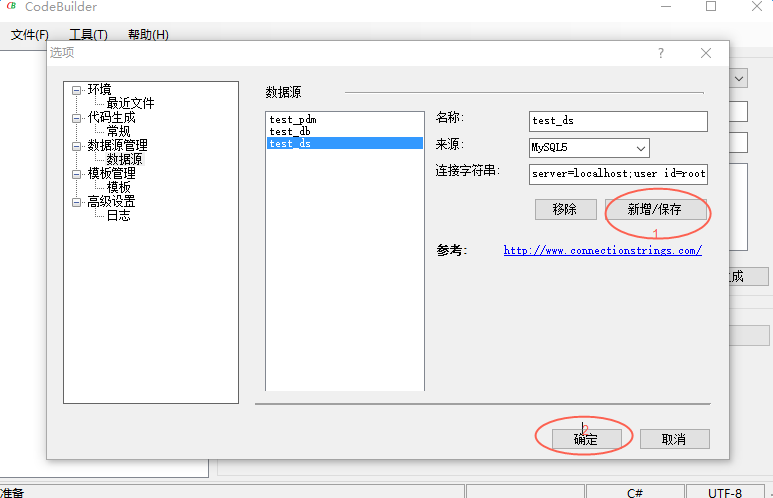 CodeBuilder
文件(F) 工具(T) 帮助(H)
选项
环境
最近文件
代码生成
常规
数据源管理
数据源
模板管理
模板
高级设置
日志
数据源
test_pdm
test_db
test_ds
名称:
test_ds
来源:
MySQL5
连接字符串:
server=localhost;user id=root
移除
新增/保存
1
参考:
http://www.connectionstrings.com/
成
2
确定
取消
准备
C#
UTF-8